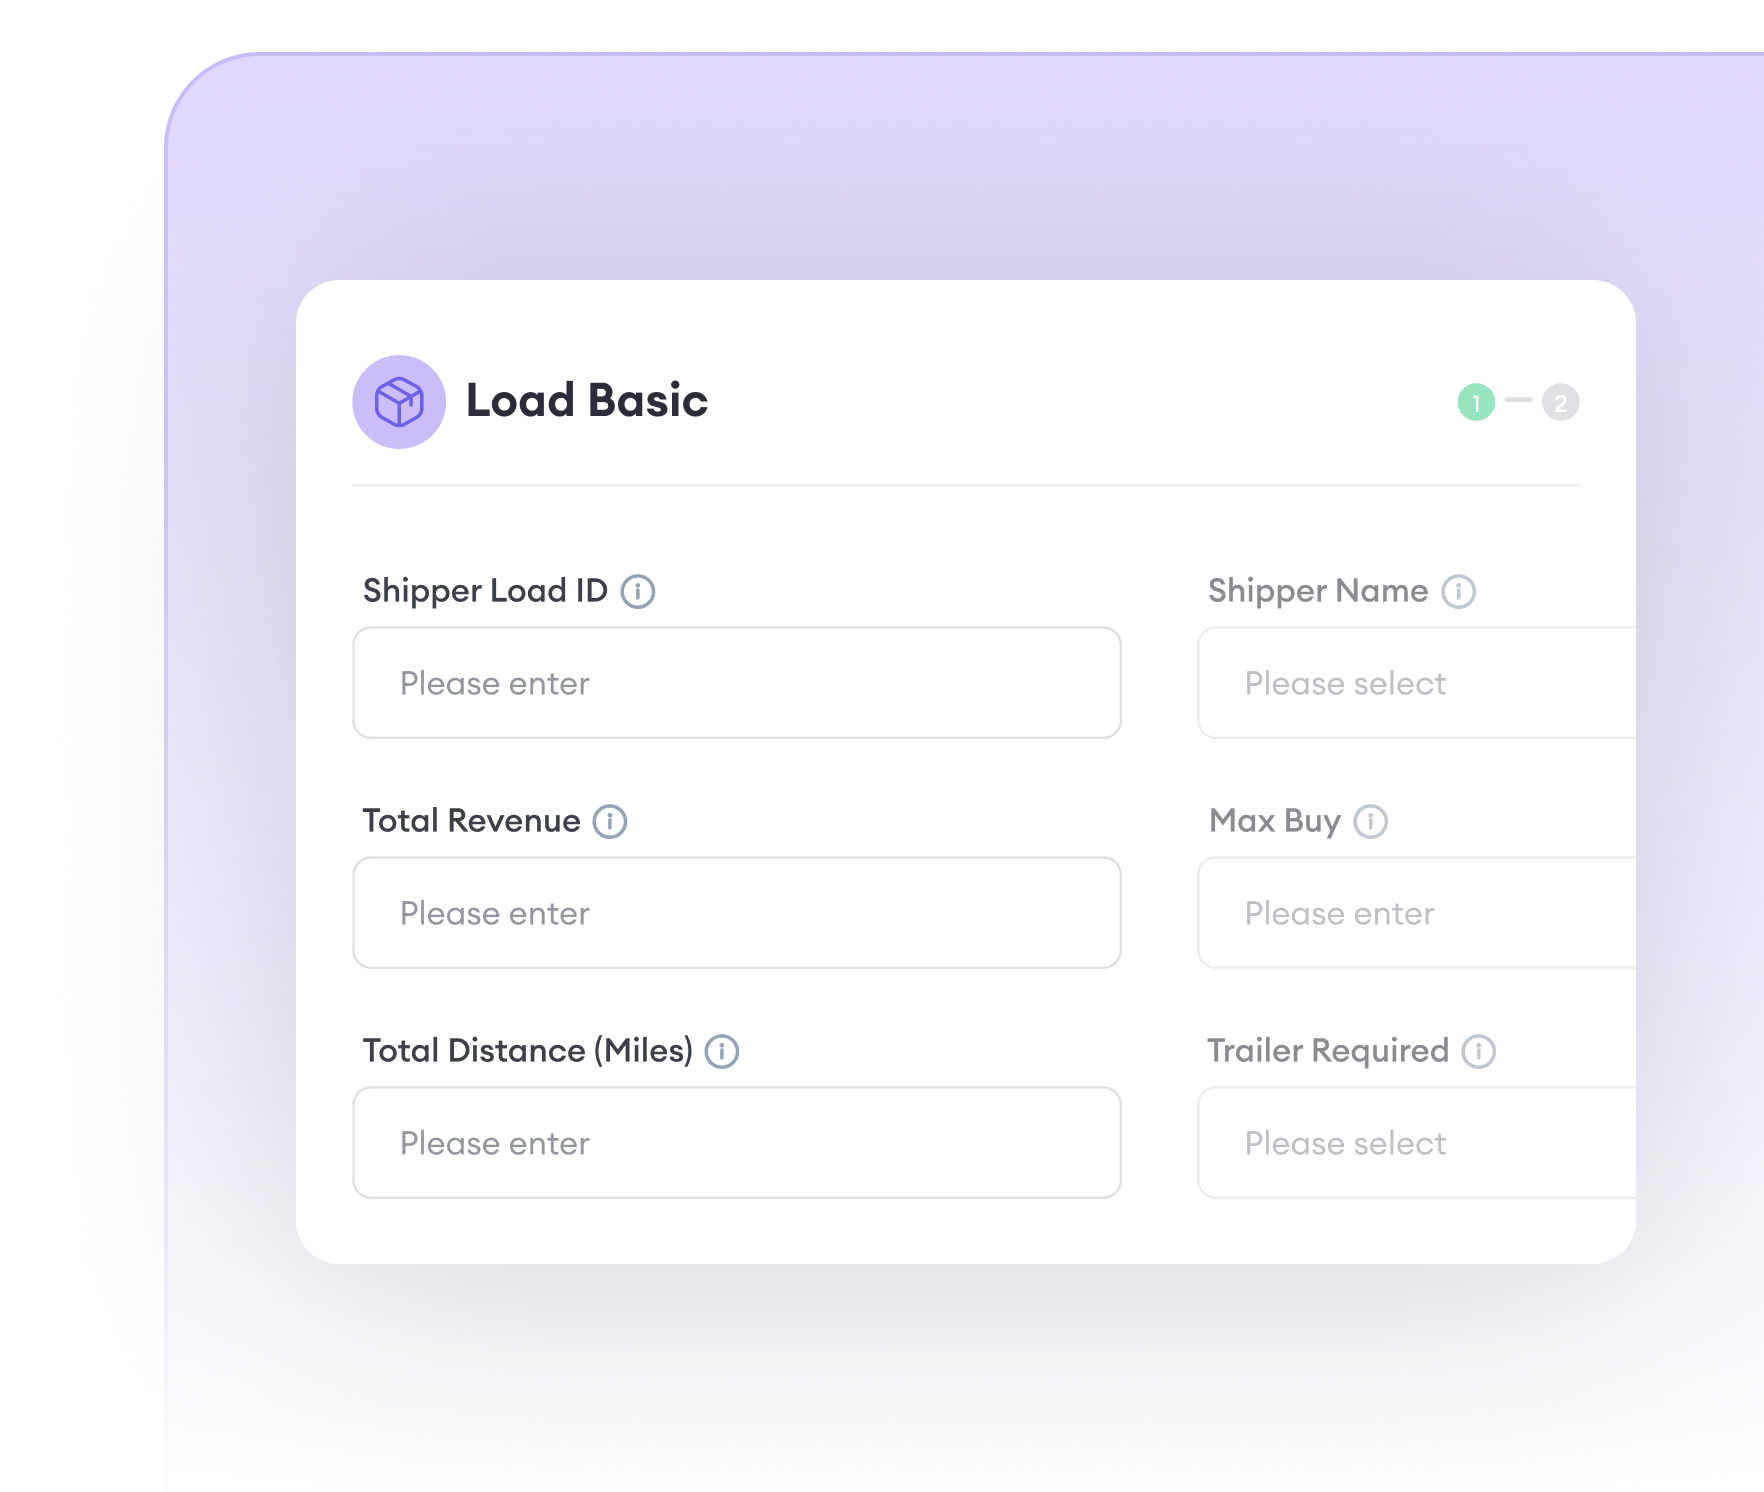 Load Basic
1 2
Shipper Load ID
Shipper Name
Please enter
Please select
Total Revenue
Max Buy
Please enter
Please enter
Total Distance (Miles)
Trailer Required
Please enter
Please select